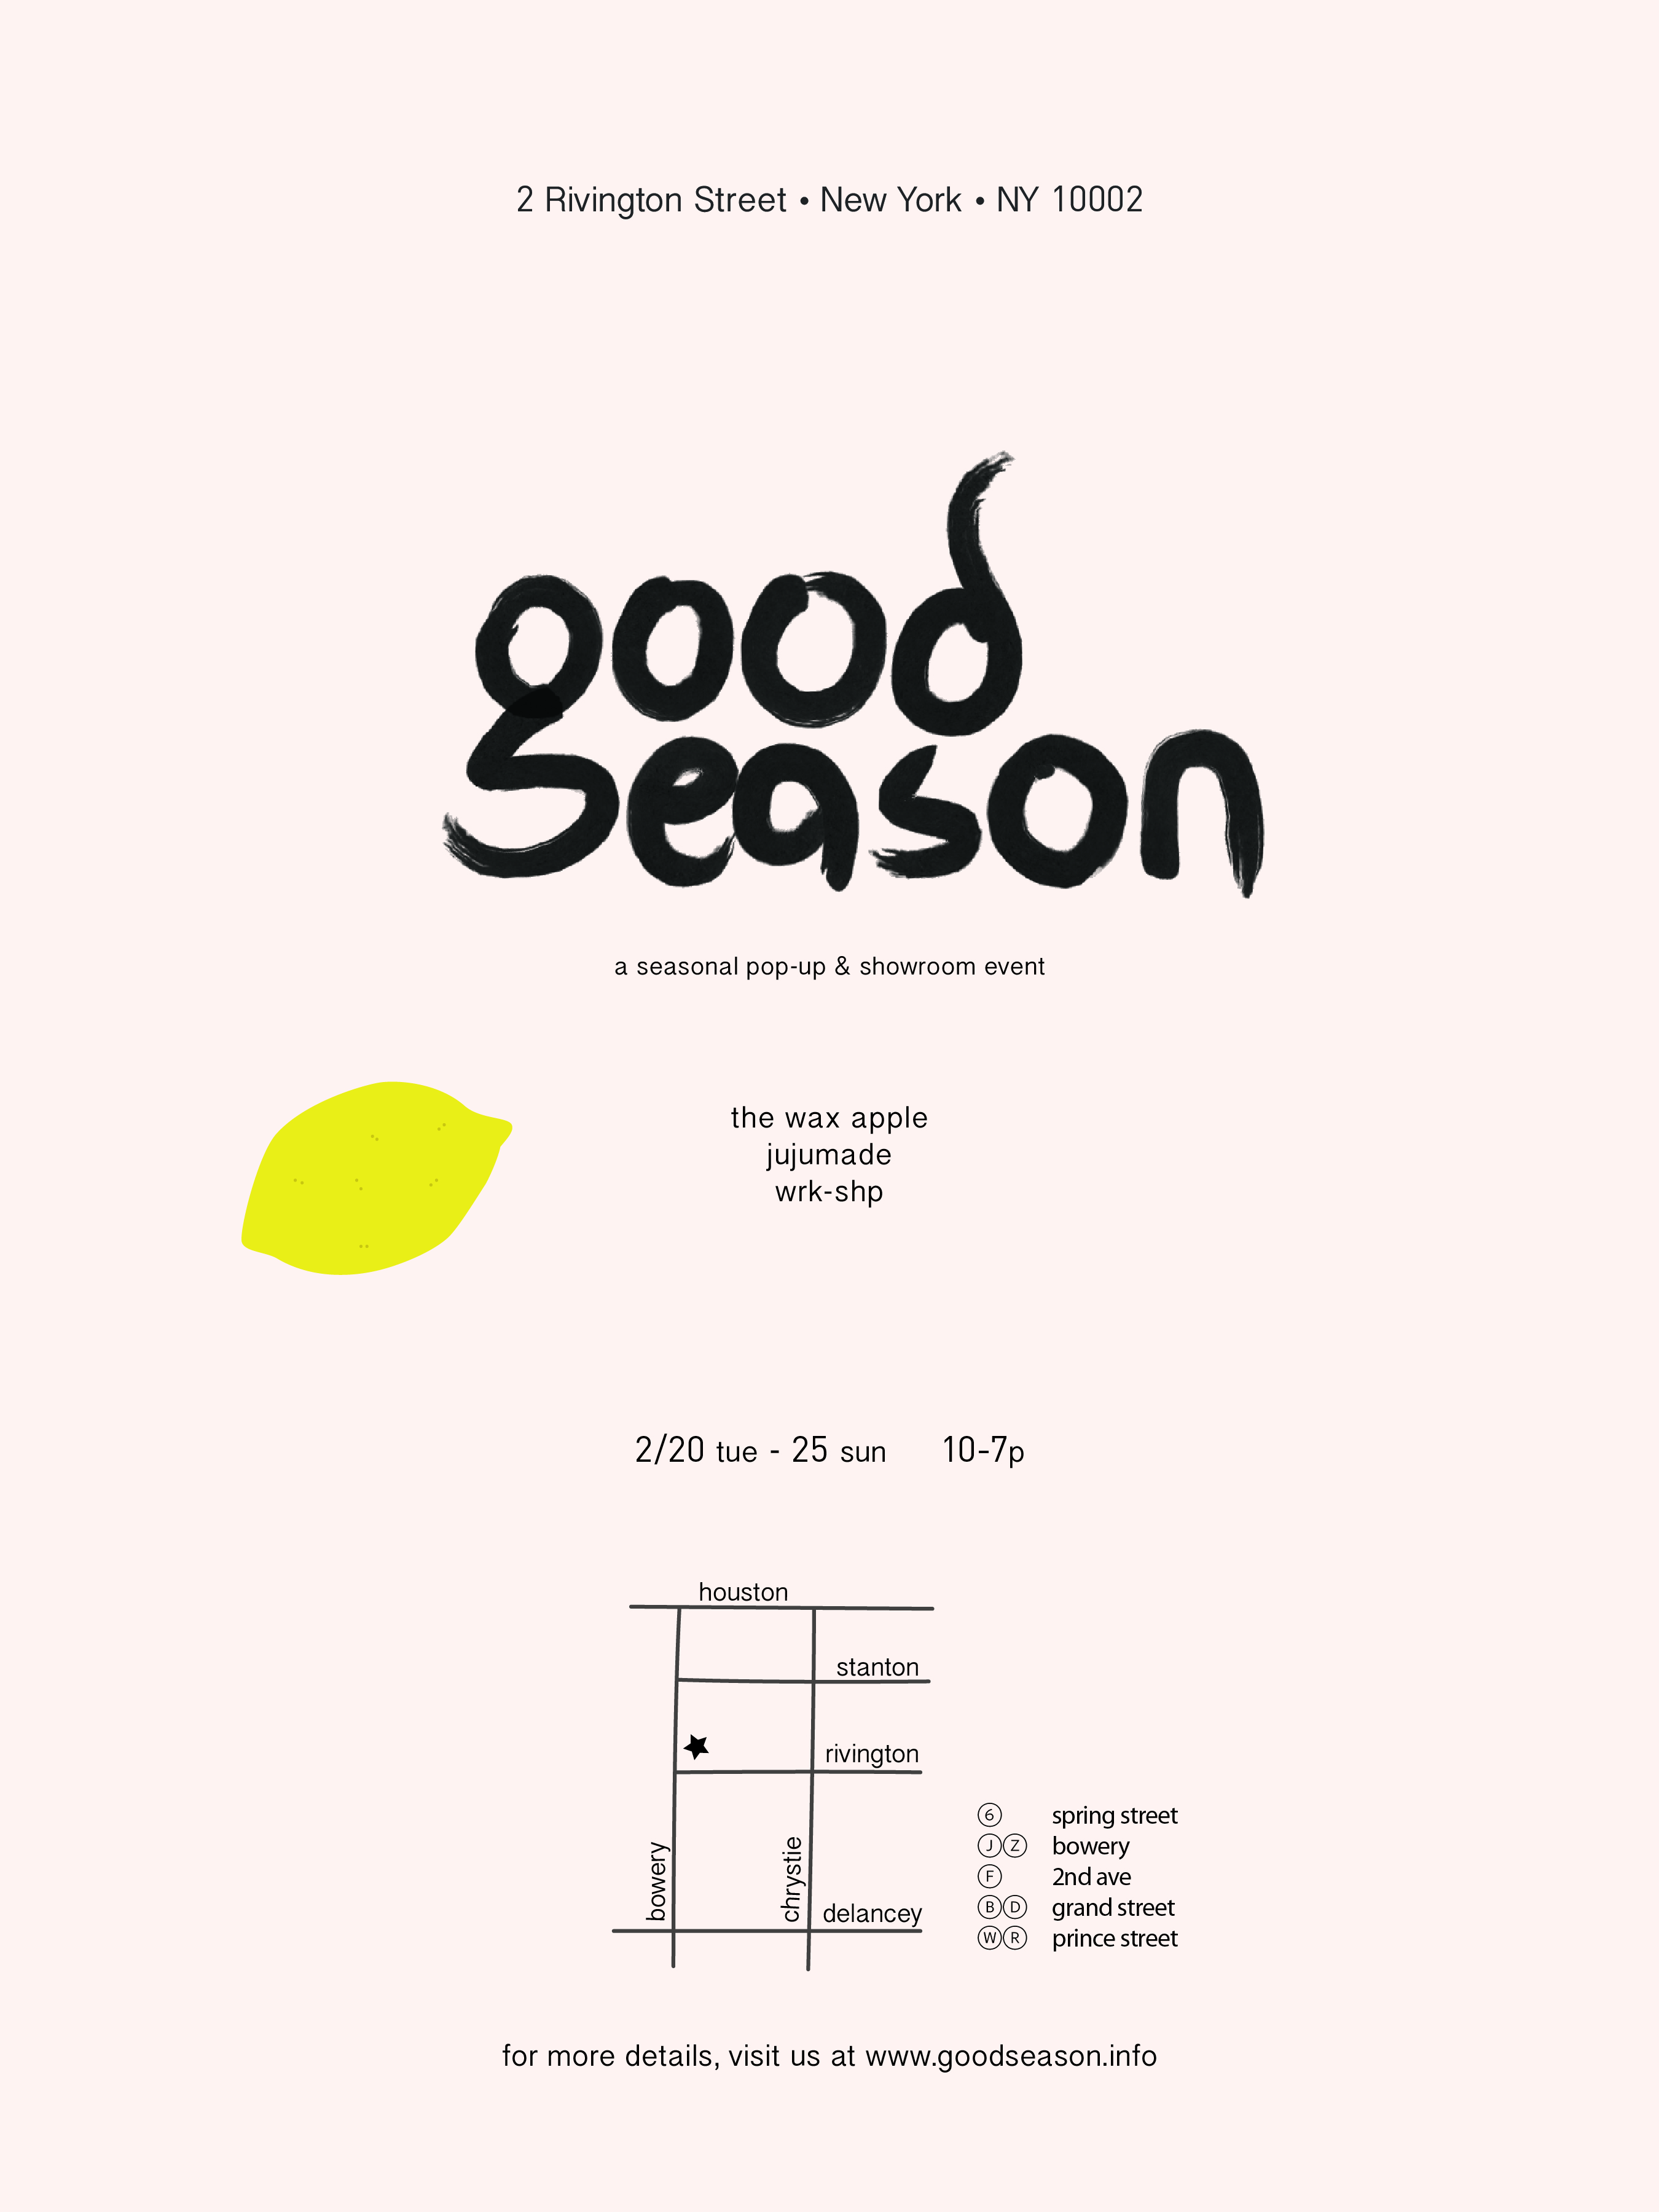 2 Rivington Street • New York • NY 10002
good
season
a seasonal pop-up & showroom event
the wax apple
jujumade
wrk-shp
2/20 tue - 25 sun 10-7p
houston
stanton
rivington
bowery
chrystie
delancey
6 spring street
J Z bowery
F 2nd ave
B D grand street
W R prince street
for more details, visit us at www.goodseason.info